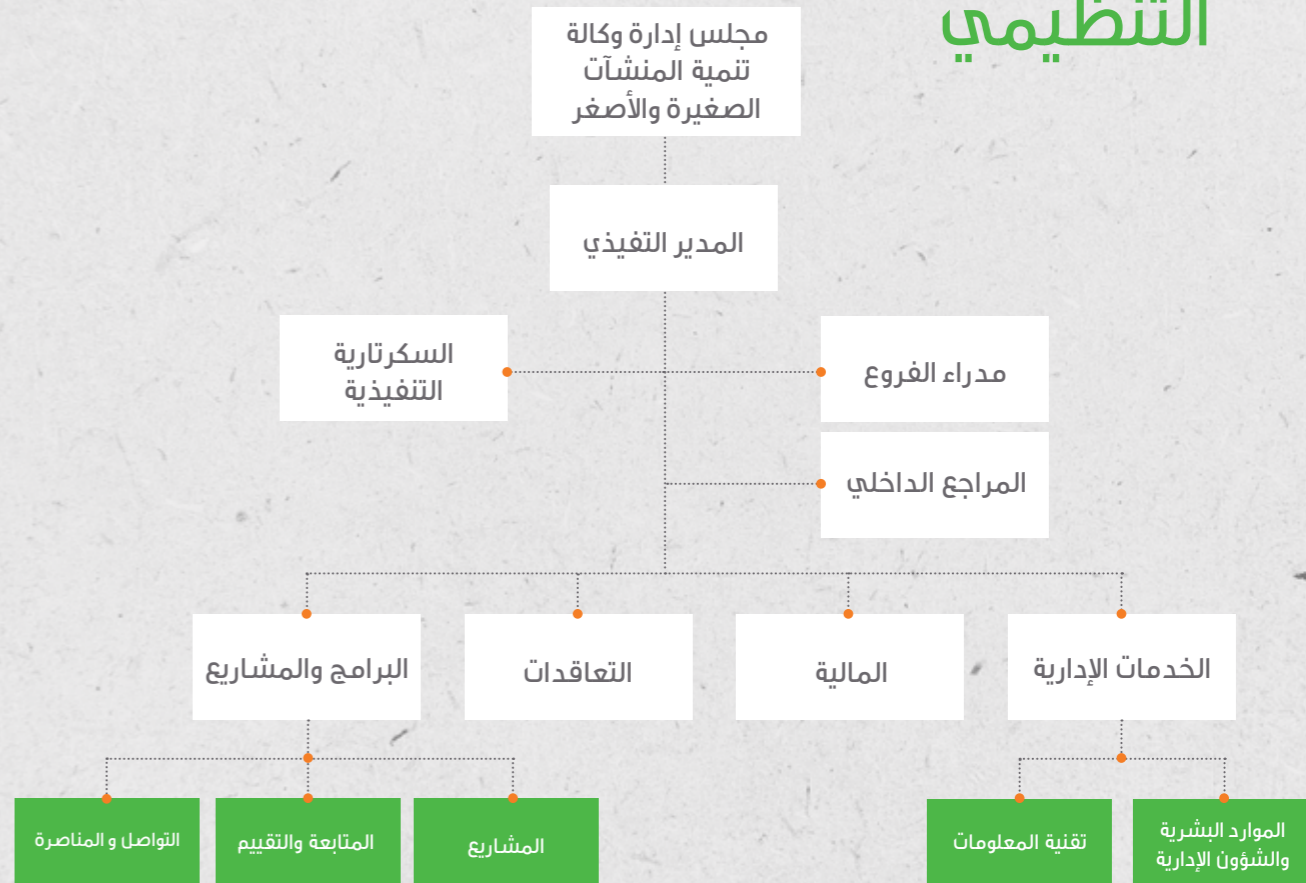 التنظيمي
مجلس إدارة وكالة
تنمية المنشآت
الصغيرة والأصغر
المدير التفيذي
مدراء الفروع
السكرتارية
التنفيذية
المراجع الداخلي
الخدمات الإدارية
المالية
التعاقدات
البرامج والمشاريع
الموارد البشرية
والشؤون الإدارية
تقنية المعلومات
المشاريع
المتابعة والتقييم
التواصل و المناصرة